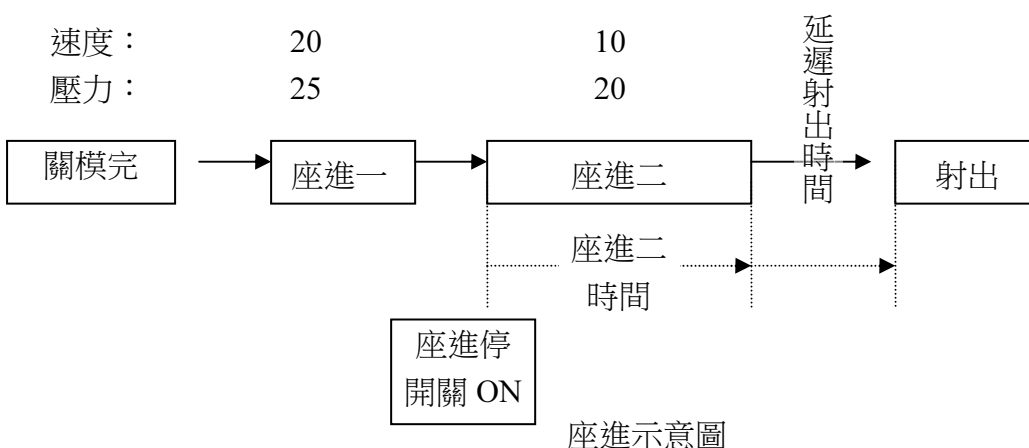 速度： 20 10
壓力： 25 20
延遲射出時間
關模完 座進一 座進二 射出
座進二
時間
座進停
開關 ON
座進示意圖